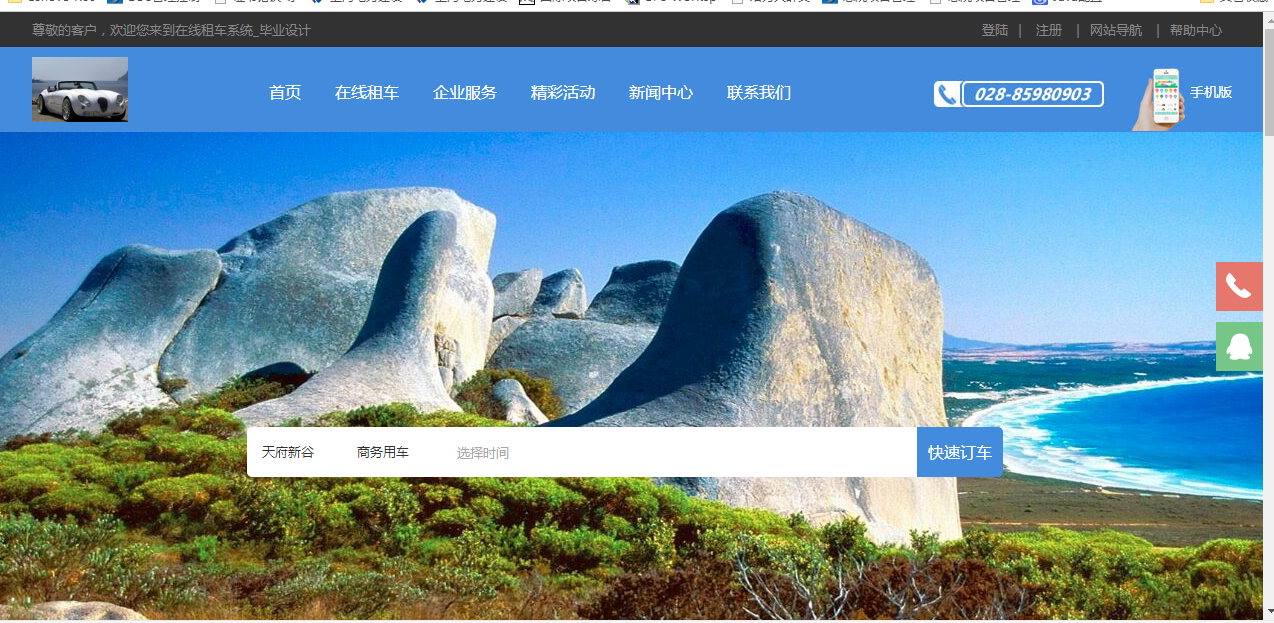 尊敬的客户，欢迎您来到在线租车系统_毕业设计
登陆 | 注册 | 网站导航 | 帮助中心
首页 在线租车 企业服务 精彩活动 新闻中心 联系我们
028-85980903
手机版
天府新谷 商务用车 选择时间 快速订车